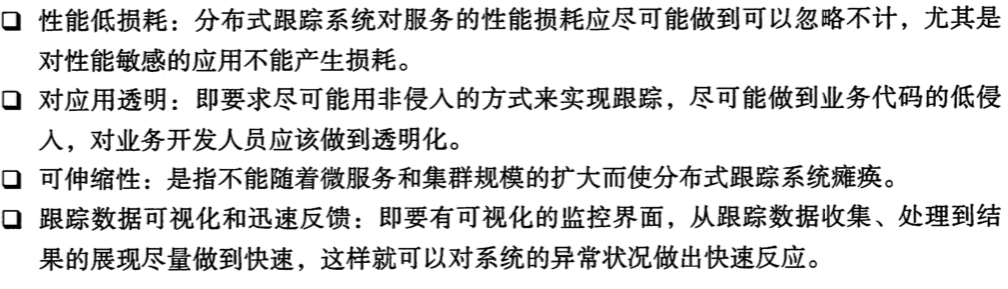 ❑ 性能低损耗：分布式跟踪系统对服务的性能损耗应尽可能做到可以忽略不计，尤其是
对性能敏感的应用不能产生损耗。
❑ 对应用透明：即要求尽可能用非侵入的方式来实现跟踪，尽可能做到业务代码的低侵
入，对业务开发人员应该做到透明化。
❑ 可伸缩性：是指不能随着微服务和集群规模的扩大而使分布式跟踪系统瘫痪。
❑ 跟踪数据可视化和迅速反馈：即要有可视化的监控界面，从跟踪数据收集、处理到结
果的展现尽量做到快速，这样就可以对系统的异常状况做出快速反应。